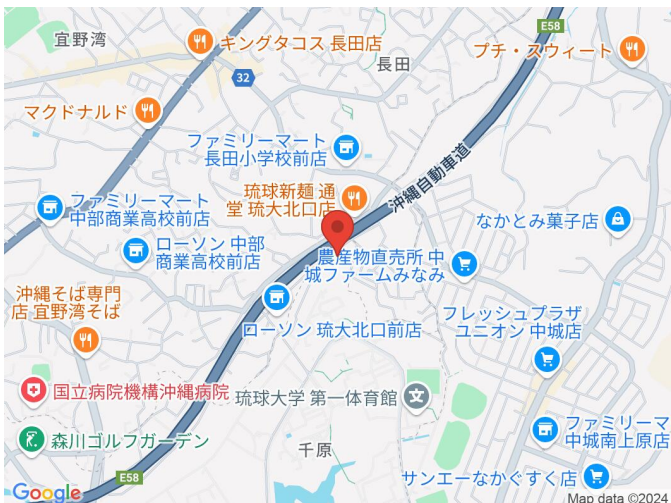 宜野湾
キングタコス 長田店
E58
プチ・スウィート
長田
32
マクドナルド
ファミリーマート
長田小学校前店
沖縄自動車道
琉球新麺 通
堂 琉大北口店
ファミリーマート
中部商業高校前店
なかとみ菓子店
ローソン 中部
商業高校前店
農産物直売所 中
城ファームみなみ
沖縄そば専門
店 宜野湾そば
ローソン 琉大北口前店
フレッシュプラザ
ユニオン 中城店
国立病院機構沖縄病院
琉球大学 第一体育館
文
森川ゴルフガーデン
千原
ファミリーマ
中城南上原店
E58
サンエーなかぐすく店
Google
Map data ©2024